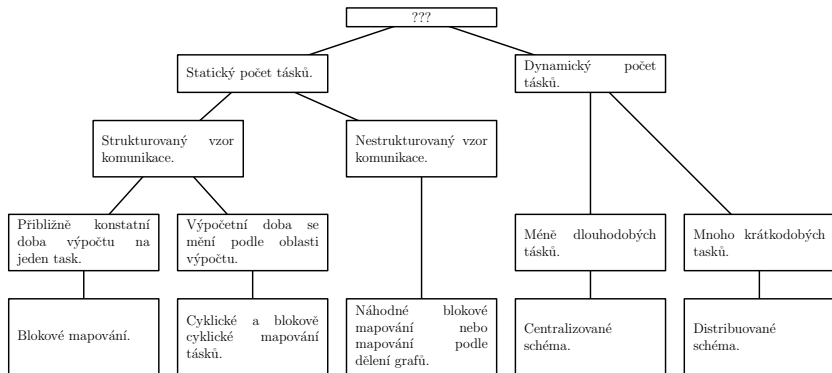 ???
Statický počet tásků.
Dynamický počet
tásků.
Strukturovaný vzor
komunikace.
Nestrukturovaný vzor
komunikace.
Přibližně konstatní
doba výpočtu na
jeden task.
Výpočetní doba se
mění podle oblasti
výpočtu.
Méně dlouhodobých
tásků.
Mnoho krátkodobých
tasků.
Blokové mapování.
Cyklické a blokově
cyklické mapování
tásků.
Náhodné blokové
mapování nebo
mapování podle
dělení grafů.
Centralizované
schéma.
Distribuované
schéma.